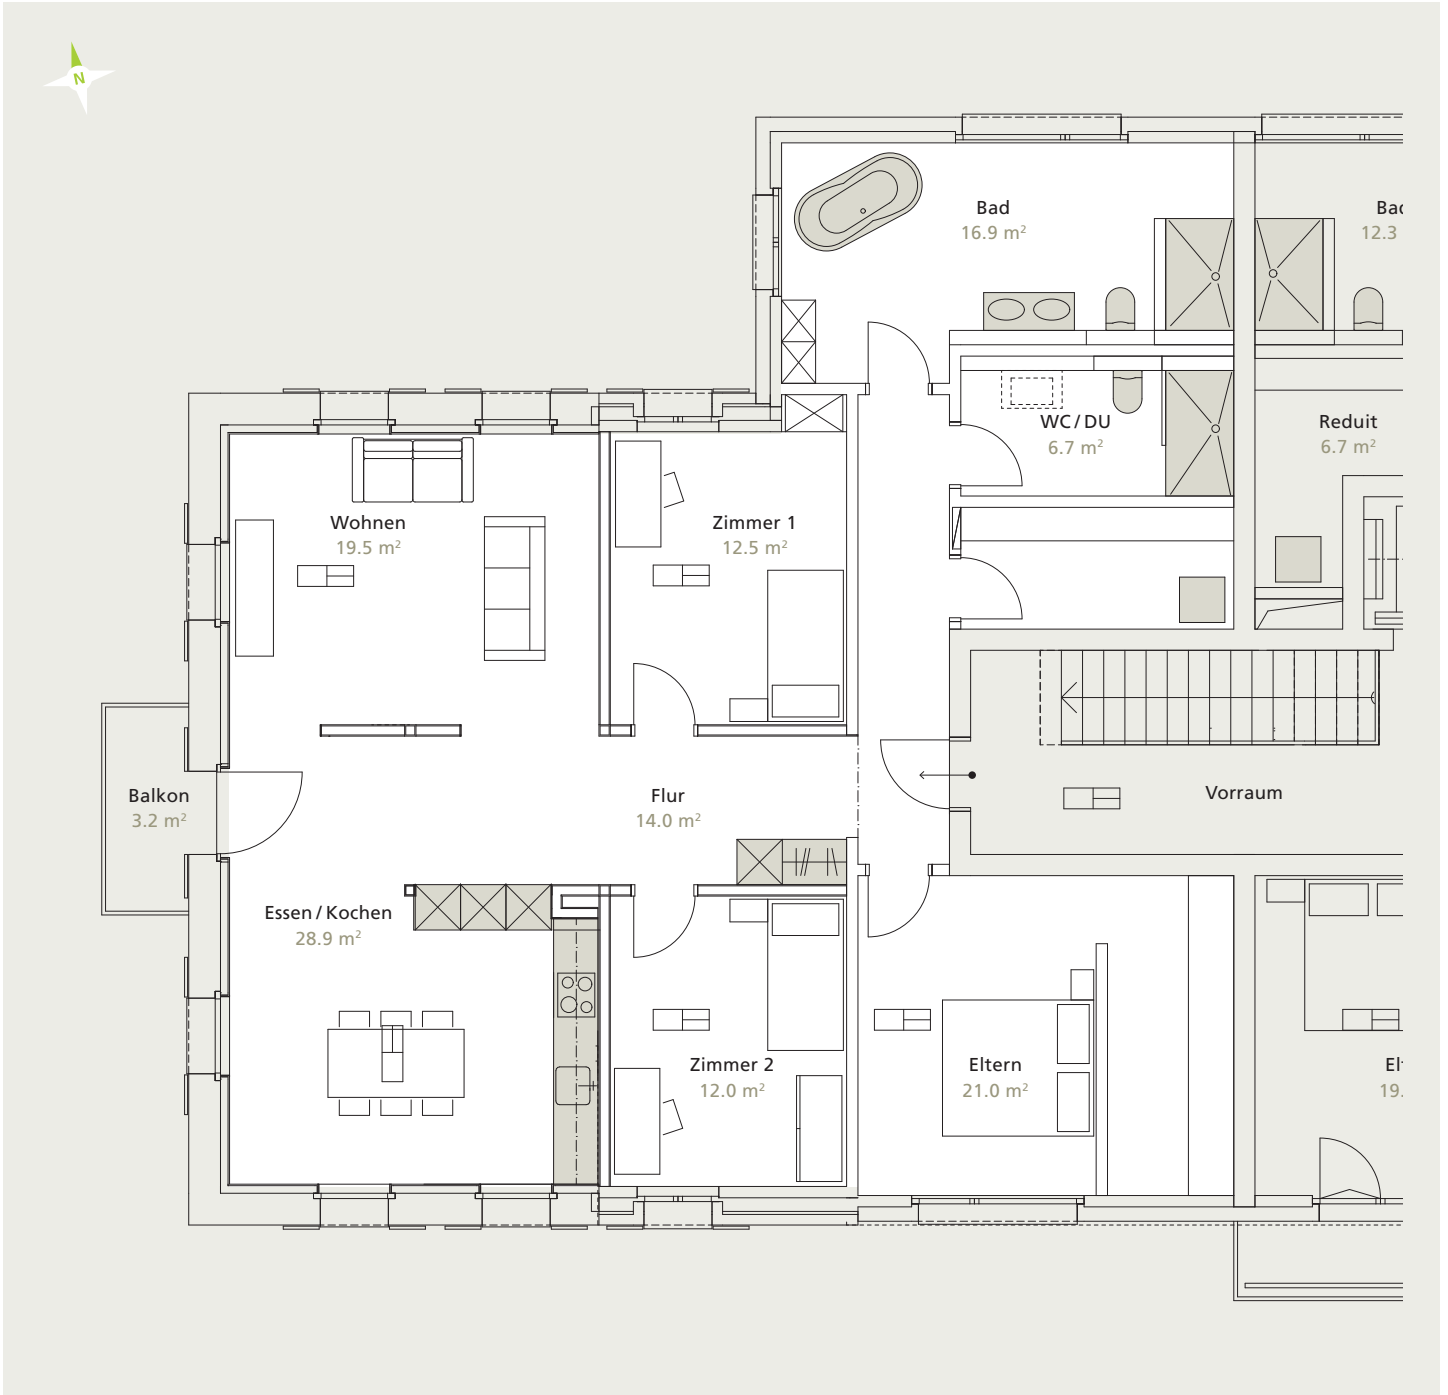 N
Bad
16.9 m²
12.3
WC / DU
6.7 m²
Reduit
6.7 m²
Wohnen
19.5 m²
Zimmer 1
12.5 m²
Balkon
3.2 m²
Flur
14.0 m²
Vorraum
Essen / Kochen
28.9 m²
Zimmer 2
12.0 m²
Eltern
21.0 m²
19.